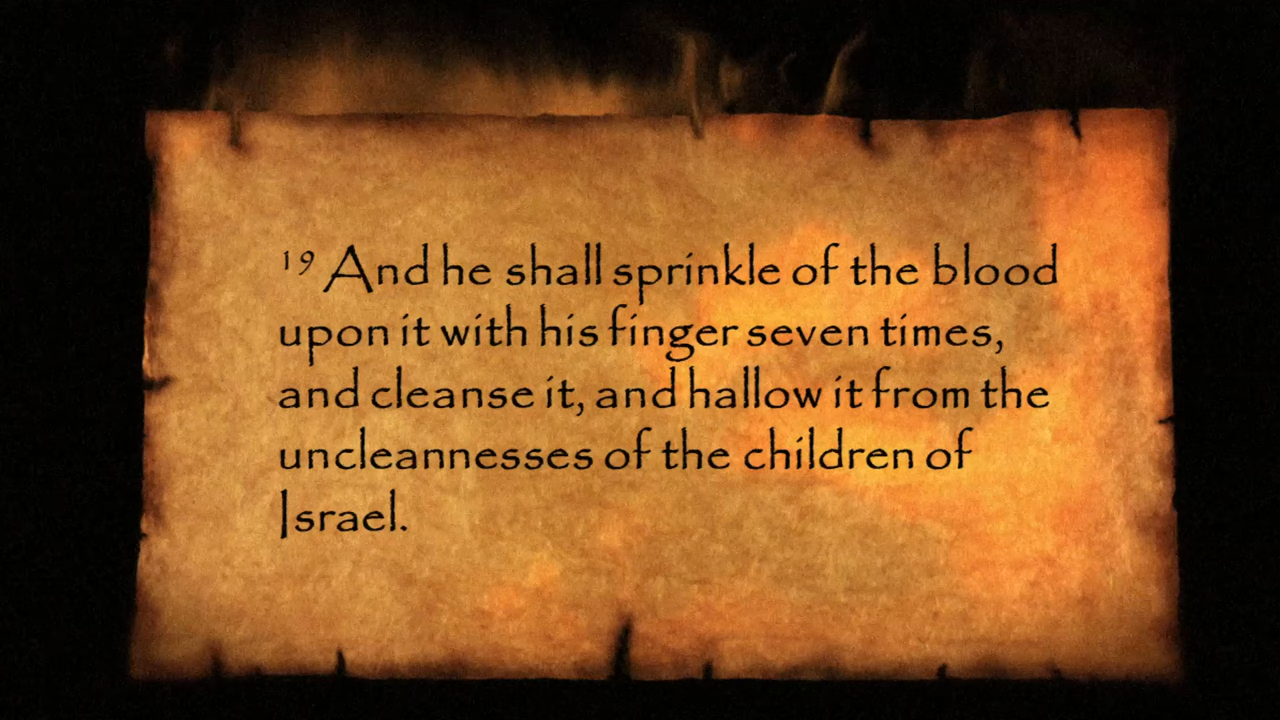 19 And he shall sprinkle of the blood
upon it with his finger seven times,
and cleanse it, and hallow it from the
uncleannesses of the children of
Israel.